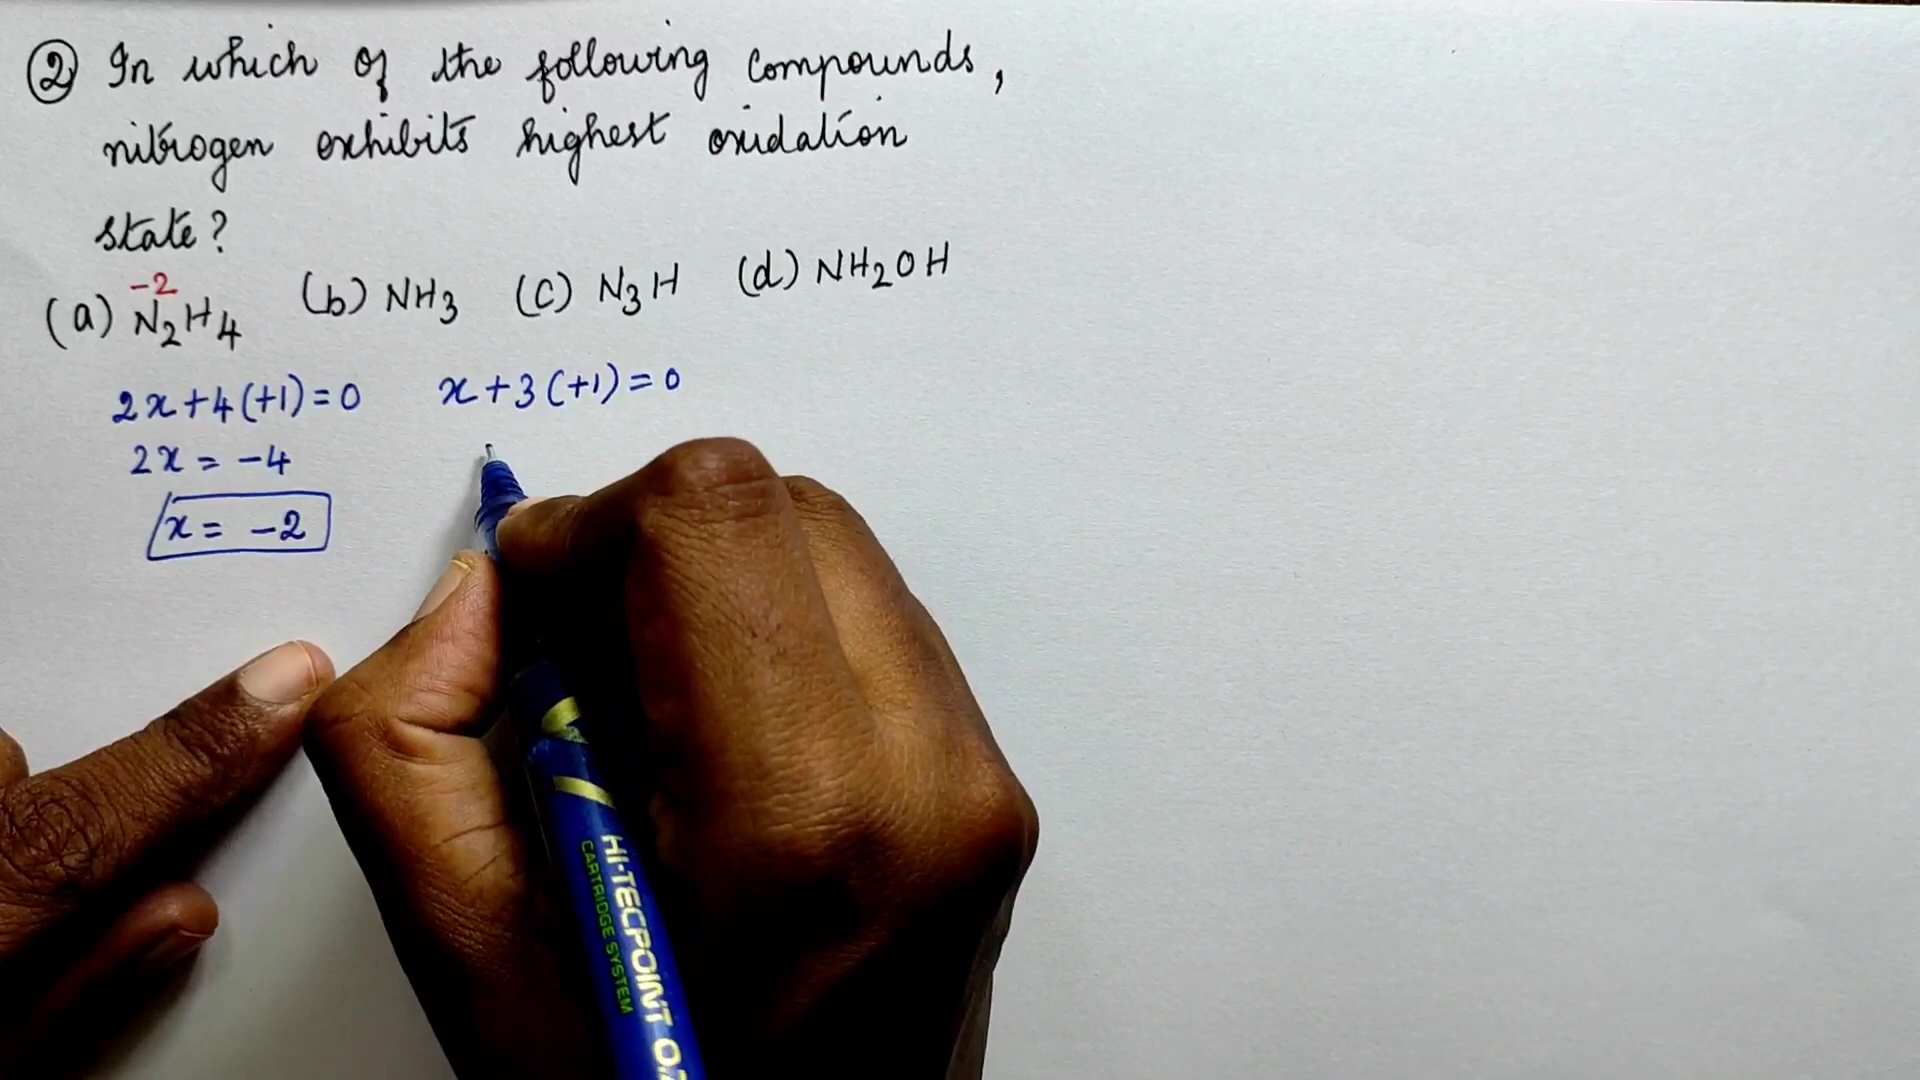 ② In which of the following compounds,
nitrogen exhibits highest oxidation
state?
-2
(a) N₂H₄ (b) NH₃ (c) N₃H (d) NH₂OH
2x+4(+1)=0 x+3(+1)=0
2x = -4
x = -2
HI-TECPOINT 0.
CARTRIDGE SYSTEM